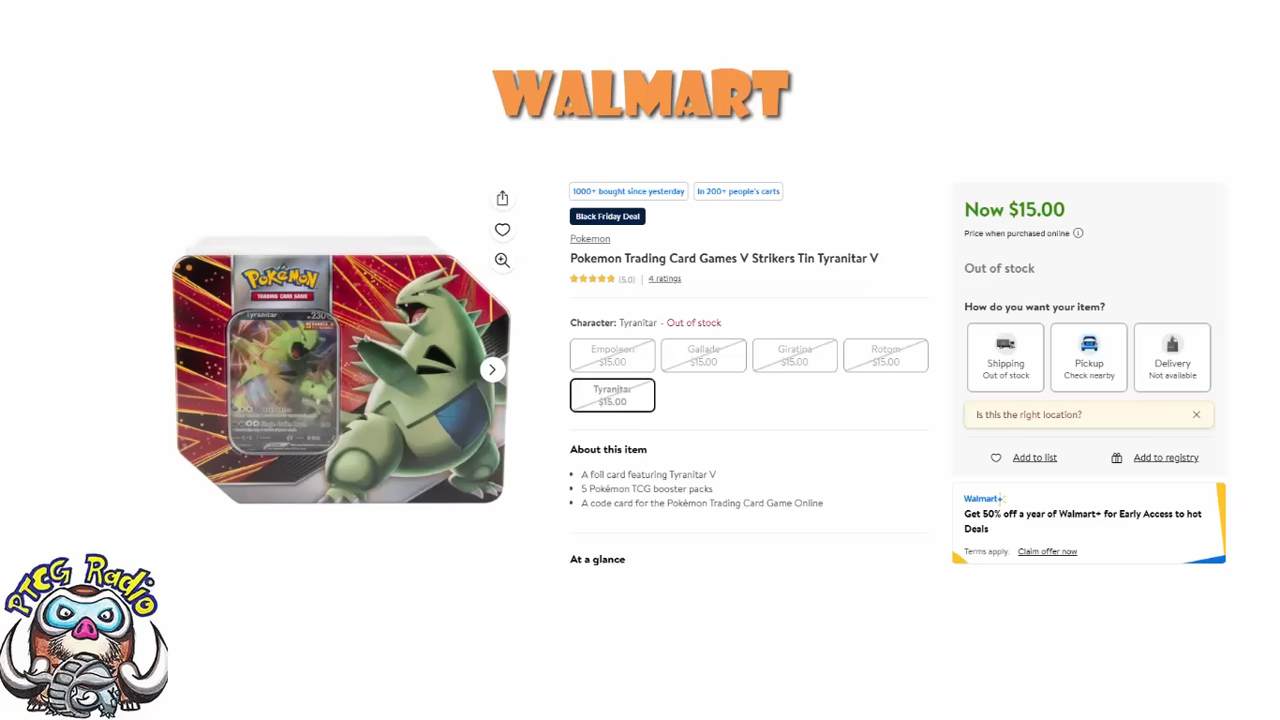 WALMART
1000+ bought since yesterday
In 200+ people's carts
Black Friday Deal
Pokemon
Pokemon Trading Card Games V Strikers Tin Tyranitar V
(5.0) | 4 ratings
Character: Tyranitar - Out of stock
Empoleon
$15.00
Gallade
$15.00
Giratina
$15.00
Rotom
$15.00
Tyranitar
$15.00
About this item
• A foil card featuring Tyranitar V
• 5 Pokémon TCG booster packs
• A code card for the Pokémon Trading Card Game Online
At a glance
Now $15.00
Price when purchased online
Out of stock
How do you want your item?
Shipping
Out of stock
Pickup
Check nearby
Delivery
Not available
Is this the right location?
Add to list
Add to registry
Walmart+
Get 50% off a year of Walmart+ for Early Access to hot
Deals
Terms apply. Claim offer now
POKÉMON
TRADING CARD GAME
Tyranitar
230
PTCG Radio